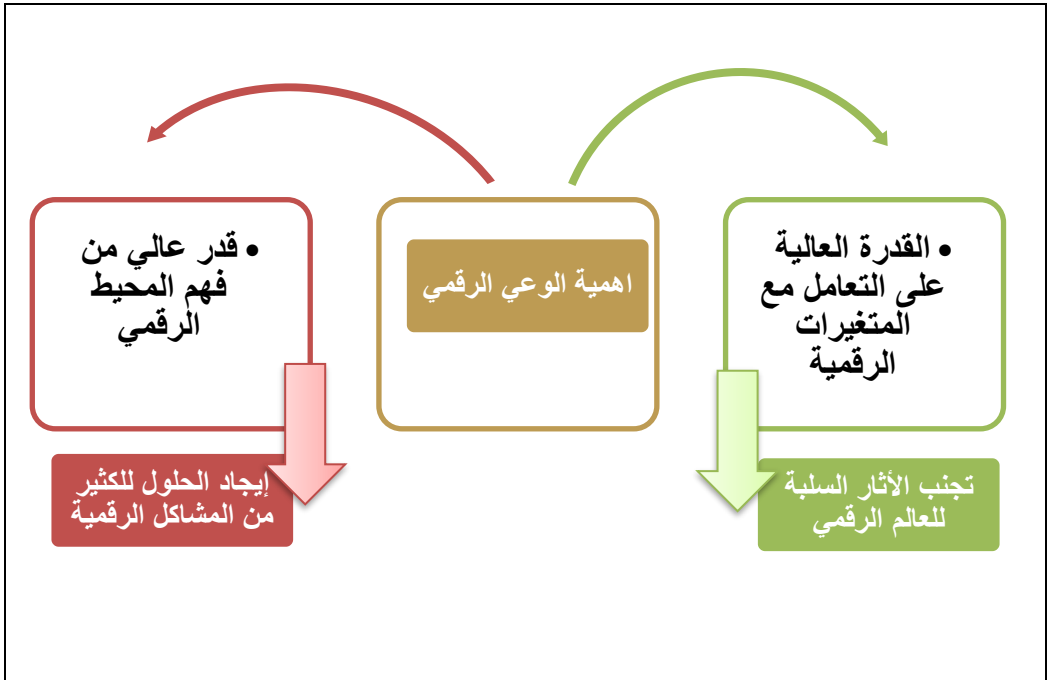 • القدرة العالية
على التعامل مع
المتغيرات
الرقمية
تجنب الأثار السلبة
للعالم الرقمي
اهمية الوعي الرقمي
• قدر عالي من
فهم المحيط
الرقمي
إيجاد الحلول للكثير
من المشاكل الرقمية